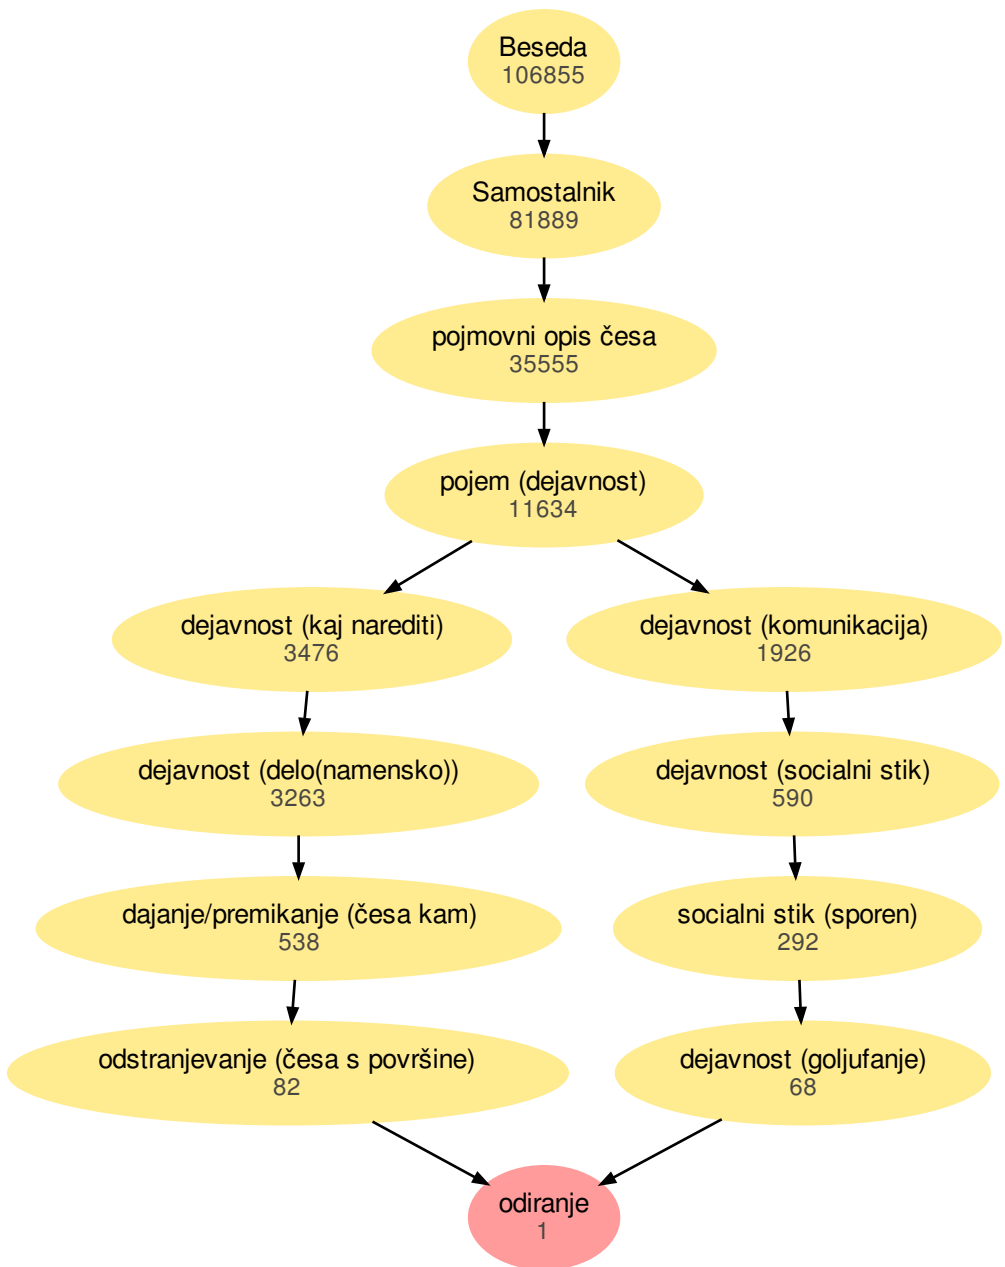 Beseda
106855
Samostalnik
81889
pojmovni opis česa
35555
pojem (dejavnost)
11634
dejavnost (kaj narediti)
3476
dejavnost (komunikacija)
1926
dejavnost (delo(namensko))
3263
dejavnost (socialni stik)
590
dajanje/premikanje (česa kam)
538
socialni stik (sporen)
292
odstranjevanje (česa s površine)
82
dejavnost (goljufanje)
68
odiranje
1